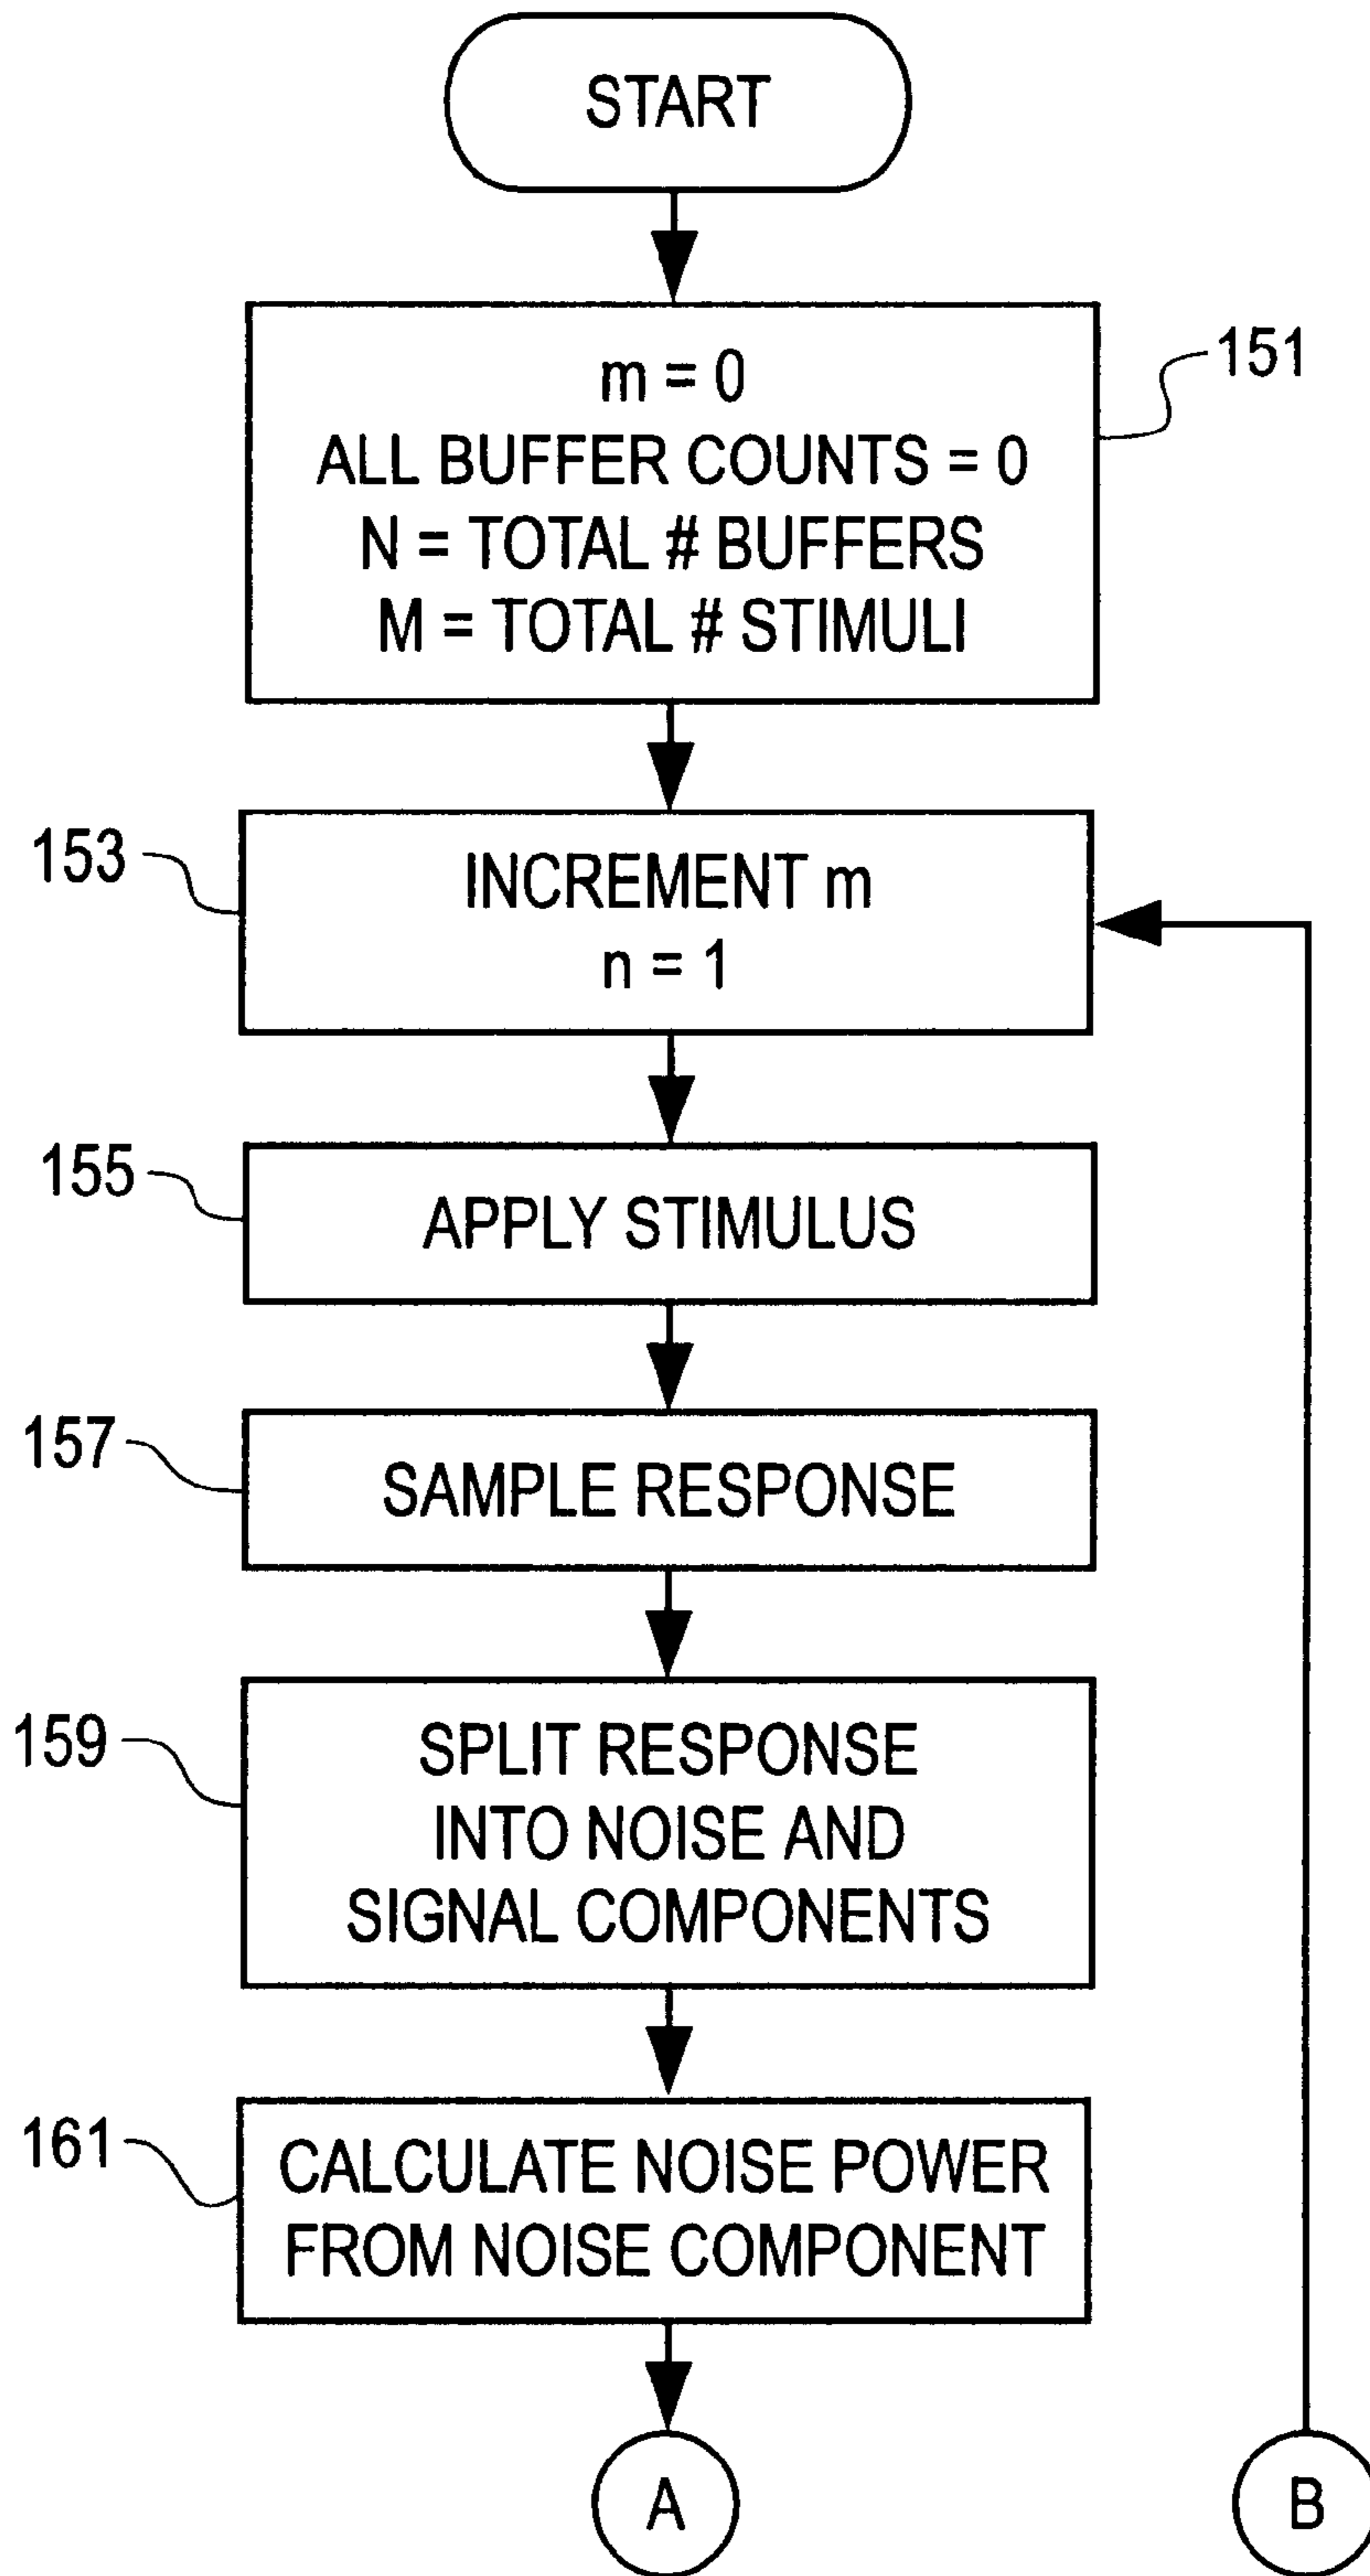 START
151
m = 0
ALL BUFFER COUNTS = 0
N = TOTAL # BUFFERS
M = TOTAL # STIMULI
153
INCREMENT m
n = 1
155
APPLY STIMULUS
157
SAMPLE RESPONSE
159
SPLIT RESPONSE
INTO NOISE AND
SIGNAL COMPONENTS
161
CALCULATE NOISE POWER
FROM NOISE COMPONENT
A
B